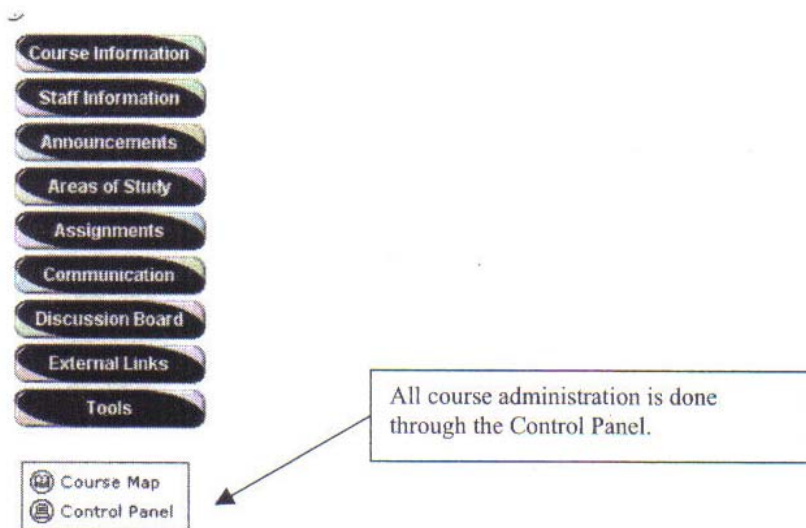 Course Information
Staff Information
Announcements
Areas of Study
Assignments
Communication
Discussion Board
External Links
Tools
Course Map
Control Panel
All course administration is done
through the Control Panel.